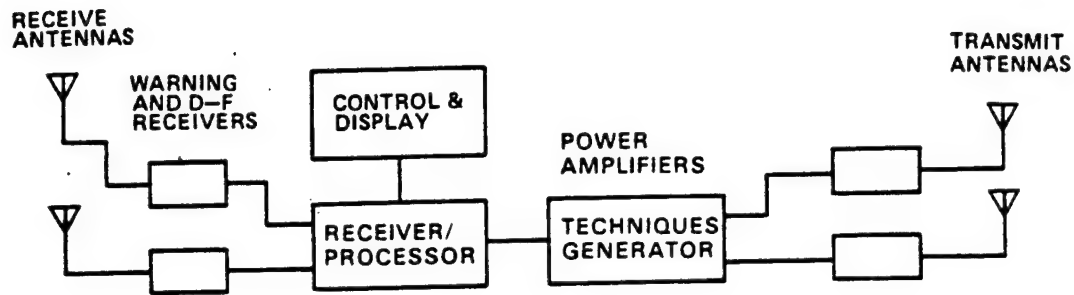 RECEIVE
ANTENNAS
WARNING
AND D-F
RECEIVERS
CONTROL &
DISPLAY
RECEIVER/
PROCESSOR
POWER
AMPLIFIERS
TECHNIQUES
GENERATOR
TRANSMIT
ANTENNAS